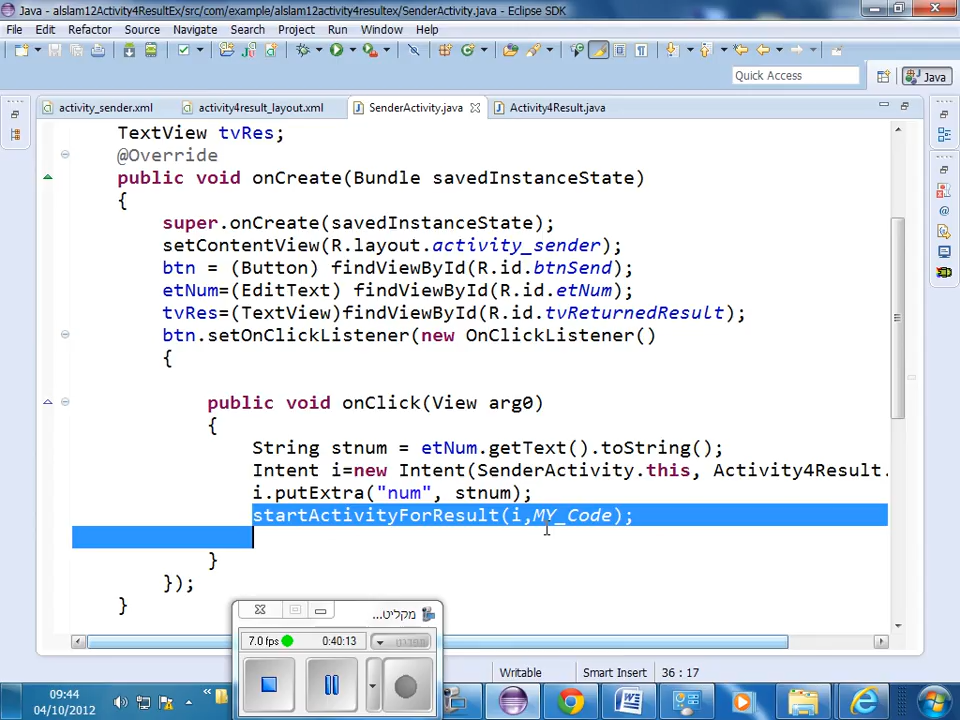 Java - alslam12Activity4ResultEx/src/com/example/alslam12activity4resultex/SenderActivity.java - Eclipse SDK
File Edit Refactor Source Navigate Search Project Run Window Help
Quick Access
Java
activity_sender.xml activity4result_layout.xml SenderActivity.java Activity4Result.java
TextView tvRes;
@Override
public void onCreate(Bundle savedInstanceState)
{
super.onCreate(savedInstanceState);
setContentView(R.layout.activity_sender);
btn = (Button) findViewById(R.id.btnSend);
etNum=(EditText) findViewById(R.id.etNum);
tvRes=(TextView)findViewById(R.id.tvReturnedResult);
btn.setOnClickListener(new OnClickListener()
{
public void onClick(View arg0)
{
String stnum = etNum.getText().toString();
Intent i=new Intent(SenderActivity.this, Activity4Result.
i.putExtra("num", stnum);
startActivityForResult(i,MY_Code);
}
});
}
מקליט...
7.0 fps 0:40:13 מפרט
Writable Smart Insert 36 : 17
09:44
04/10/2012